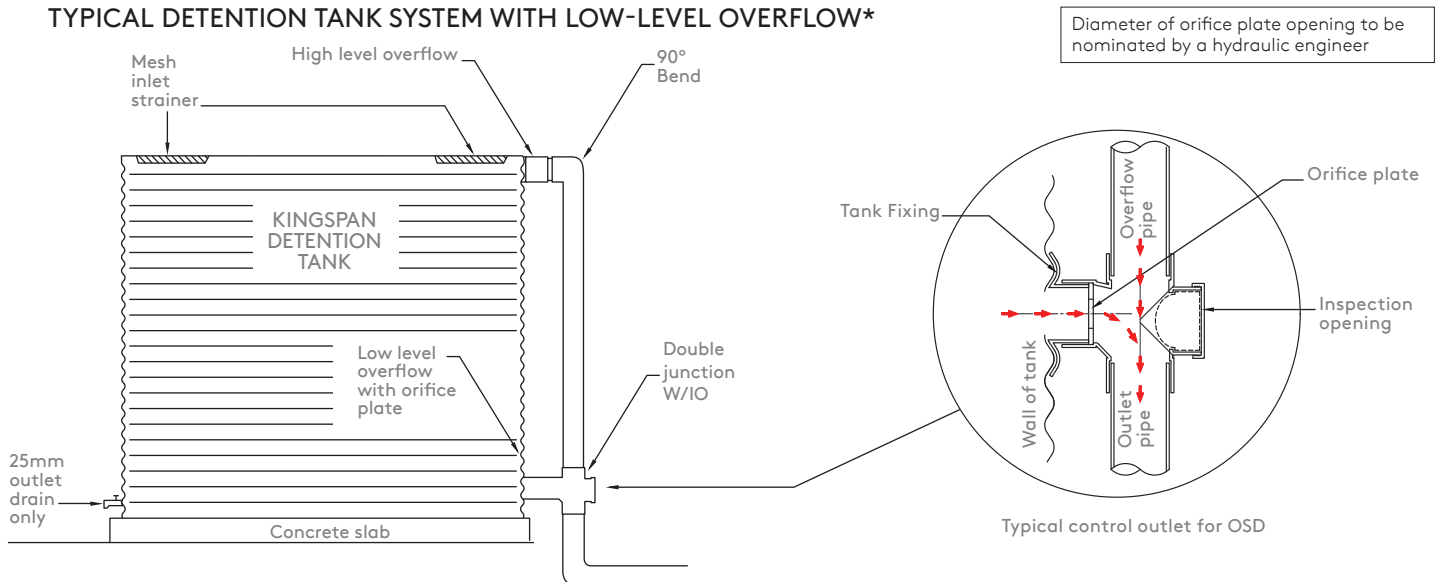 TYPICAL DETENTION TANK SYSTEM WITH LOW-LEVEL OVERFLOW*
Diameter of orifice plate opening to be
nominated by a hydraulic engineer
Mesh
inlet
strainer
High level overflow
90°
Bend
KINGSPAN
DETENTION
TANK
Low level
overflow
with orifice
plate
Double
junction
W/IO
25mm
outlet
drain
only
Concrete slab
Tank Fixing
Overflow
pipe
Orifice plate
Inspection
opening
Wall of tank
Outlet
pipe
Typical control outlet for OSD